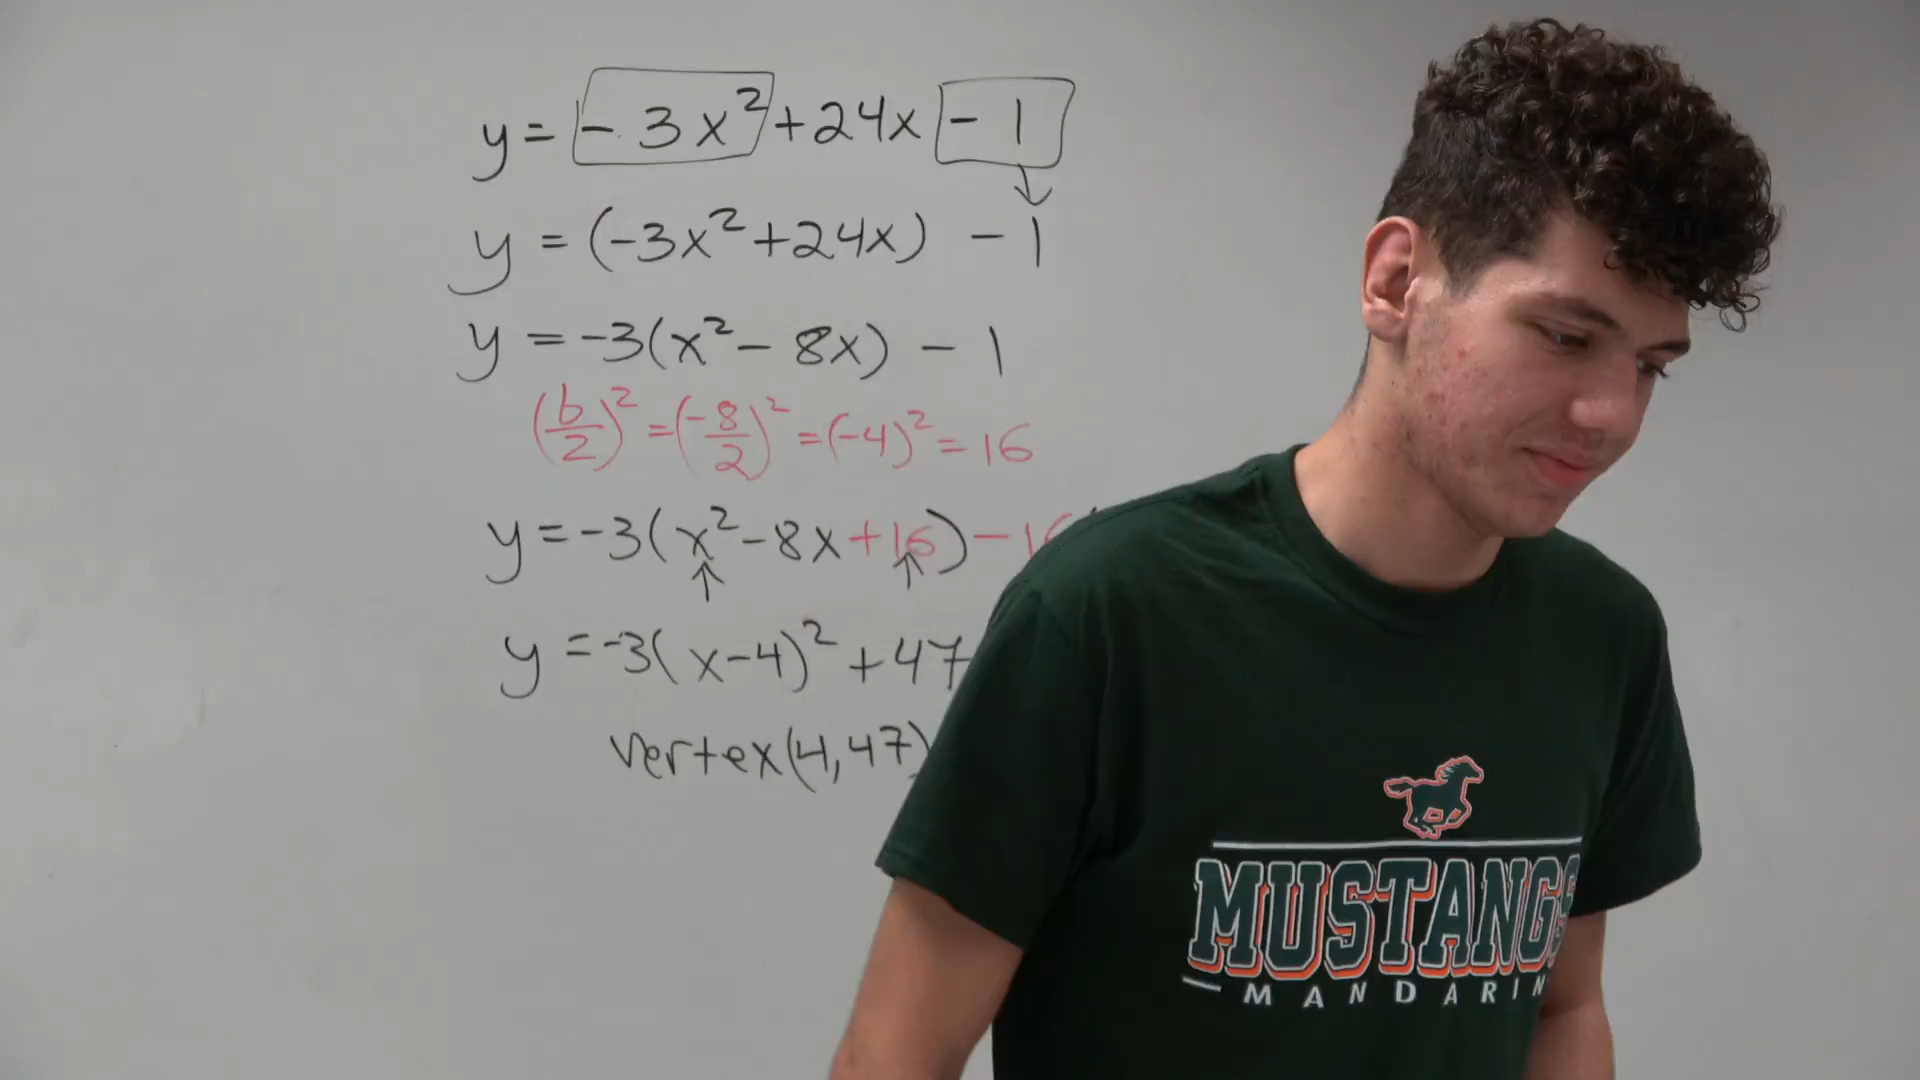 y = -3x² + 24x - 1
y = (-3x² + 24x) - 1
y = -3(x² - 8x) - 1
(b/2)² = (-8/2)² = (-4)² = 16
y = -3(x² - 8x + 16) - 16
y = -3(x - 4)² + 47
vertex (4, 47)
MUSTANGS
MANDARIN